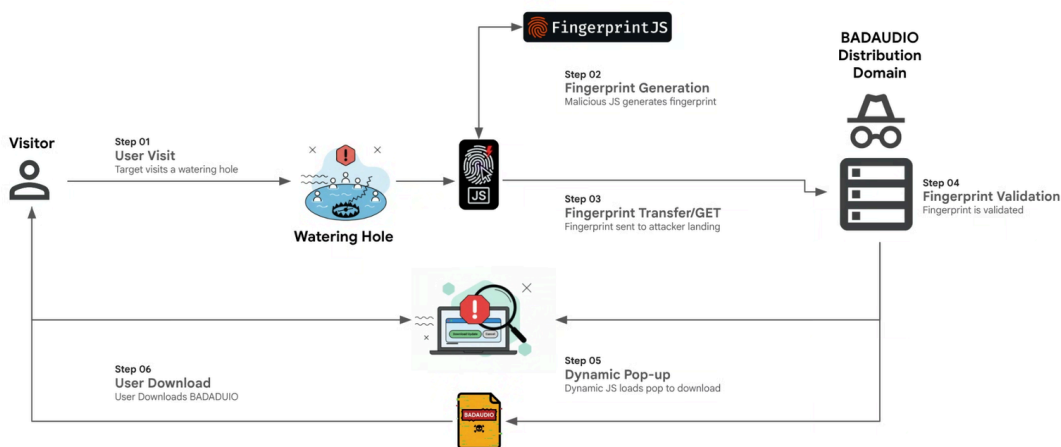 FingerprintJS
BADAUDIO
Distribution
Domain
Step 02
Fingerprint Generation
Malicious JS generates fingerprint
Visitor
Step 01
User Visit
Target visits a watering hole
JS
Watering Hole
Step 03
Fingerprint Transfer/GET
Fingerprint sent to attacker landing
Step 04
Fingerprint Validation
Fingerprint is validated
Step 06
User Download
User Downloads BADADUIO
Step 05
Dynamic Pop-up
Dynamic JS loads pop to download
BADAUDIO